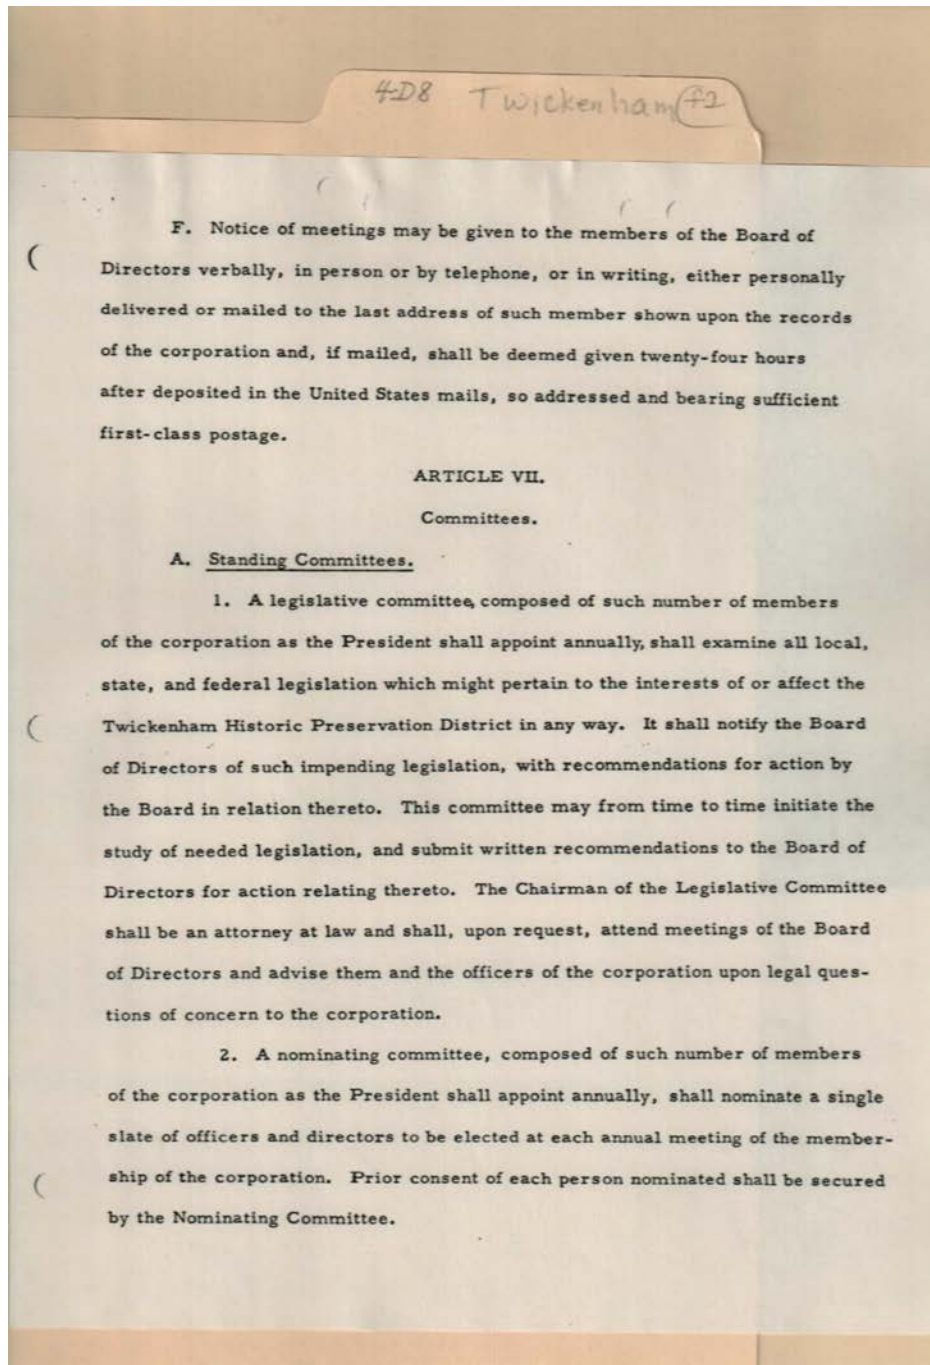 4-D8 Twickenham f2
F. Notice of meetings may be given to the members of the Board of
Directors verbally, in person or by telephone, or in writing, either personally
delivered or mailed to the last address of such member shown upon the records
of the corporation and, if mailed, shall be deemed given twenty-four hours
after deposited in the United States mails, so addressed and bearing sufficient
first-class postage.
ARTICLE VII.
Committees.
A. Standing Committees.
1. A legislative committee, composed of such number of members
of the corporation as the President shall appoint annually, shall examine all local,
state, and federal legislation which might pertain to the interests of or affect the
Twickenham Historic Preservation District in any way. It shall notify the Board
of Directors of such impending legislation, with recommendations for action by
the Board in relation thereto. This committee may from time to time initiate the
study of needed legislation, and submit written recommendations to the Board of
Directors for action relating thereto. The Chairman of the Legislative Committee
shall be an attorney at law and shall, upon request, attend meetings of the Board
of Directors and advise them and the officers of the corporation upon legal ques-
tions of concern to the corporation.
2. A nominating committee, composed of such number of members
of the corporation as the President shall appoint annually, shall nominate a single
slate of officers and directors to be elected at each annual meeting of the member-
ship of the corporation. Prior consent of each person nominated shall be secured
by the Nominating Committee.